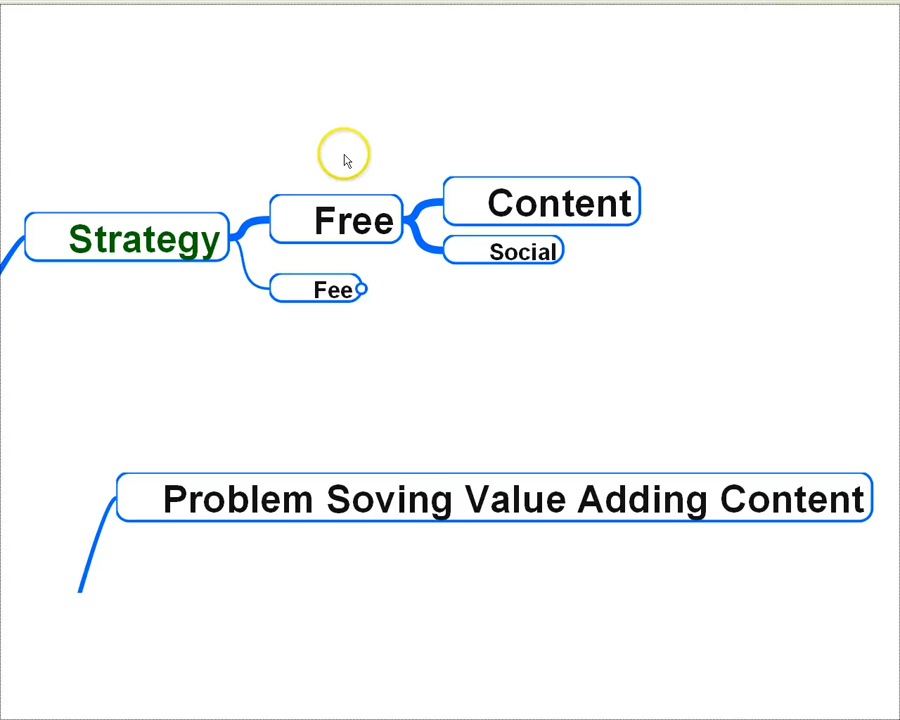 Strategy
Free
Content
Social
Fee
Problem Soving Value Adding Content